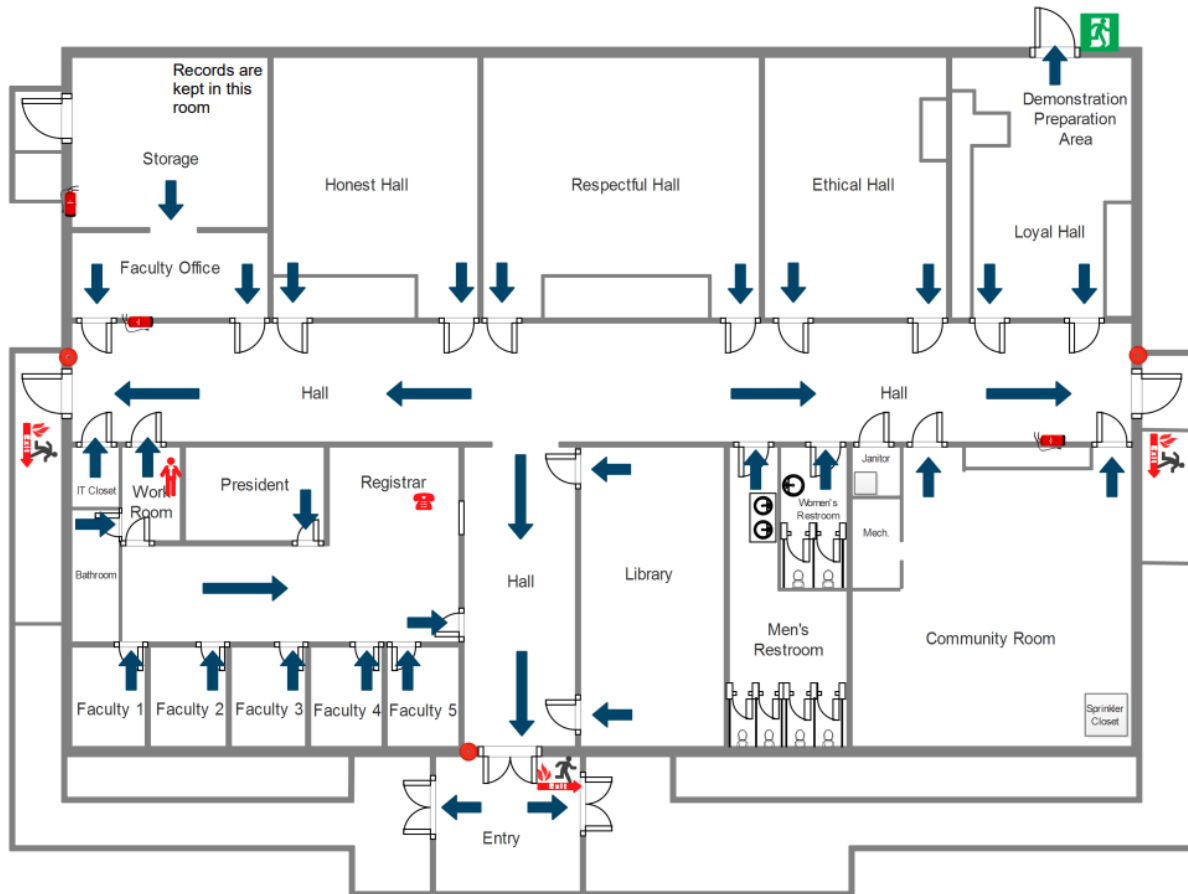 Records are
kept in this
room
Storage
Honest Hall
Respectful Hall
Ethical Hall
Demonstration
Preparation
Area
Loyal Hall
Faculty Office
Hall
Hall
IT Closet
Work
Room
President
Registrar
Janitor
Women's
Restroom
Mech.
Bathroom
Hall
Library
Men's
Restroom
Community Room
Faculty 1
Faculty 2
Faculty 3
Faculty 4
Faculty 5
Sprinkler
Closet
Entry